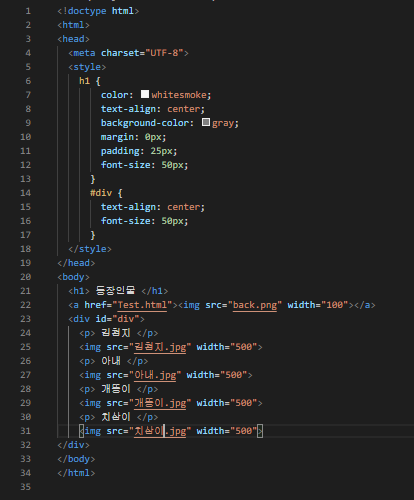 1 <!doctype html>
2 <html>
3 <head>
4 <meta charset="UTF-8">
5 <style>
6 h1 {
7 color: whitesmoke;
8 text-align: center;
9 background-color: gray;
10 margin: 0px;
11 padding: 25px;
12 font-size: 50px;
13 }
14 #div {
15 text-align: center;
16 font-size: 50px;
17 }
18 </style>
19 </head>
20 <body>
21 <h1> 등장인물 </h1>
22 <a href="Test.html"><img src="back.png" width="100"></a>
23 <div id="div">
24 <p> 김첨지 </p>
25 <img src="김첨지.jpg" width="500">
26 <p> 아내 </p>
27 <img src="아내.jpg" width="500">
28 <p> 개똥이 </p>
29 <img src="개똥이.jpg" width="500">
30 <p> 치삼이 </p>
31 <img src="치삼이.jpg" width="500">
32 </div>
33 </body>
34 </html>
35